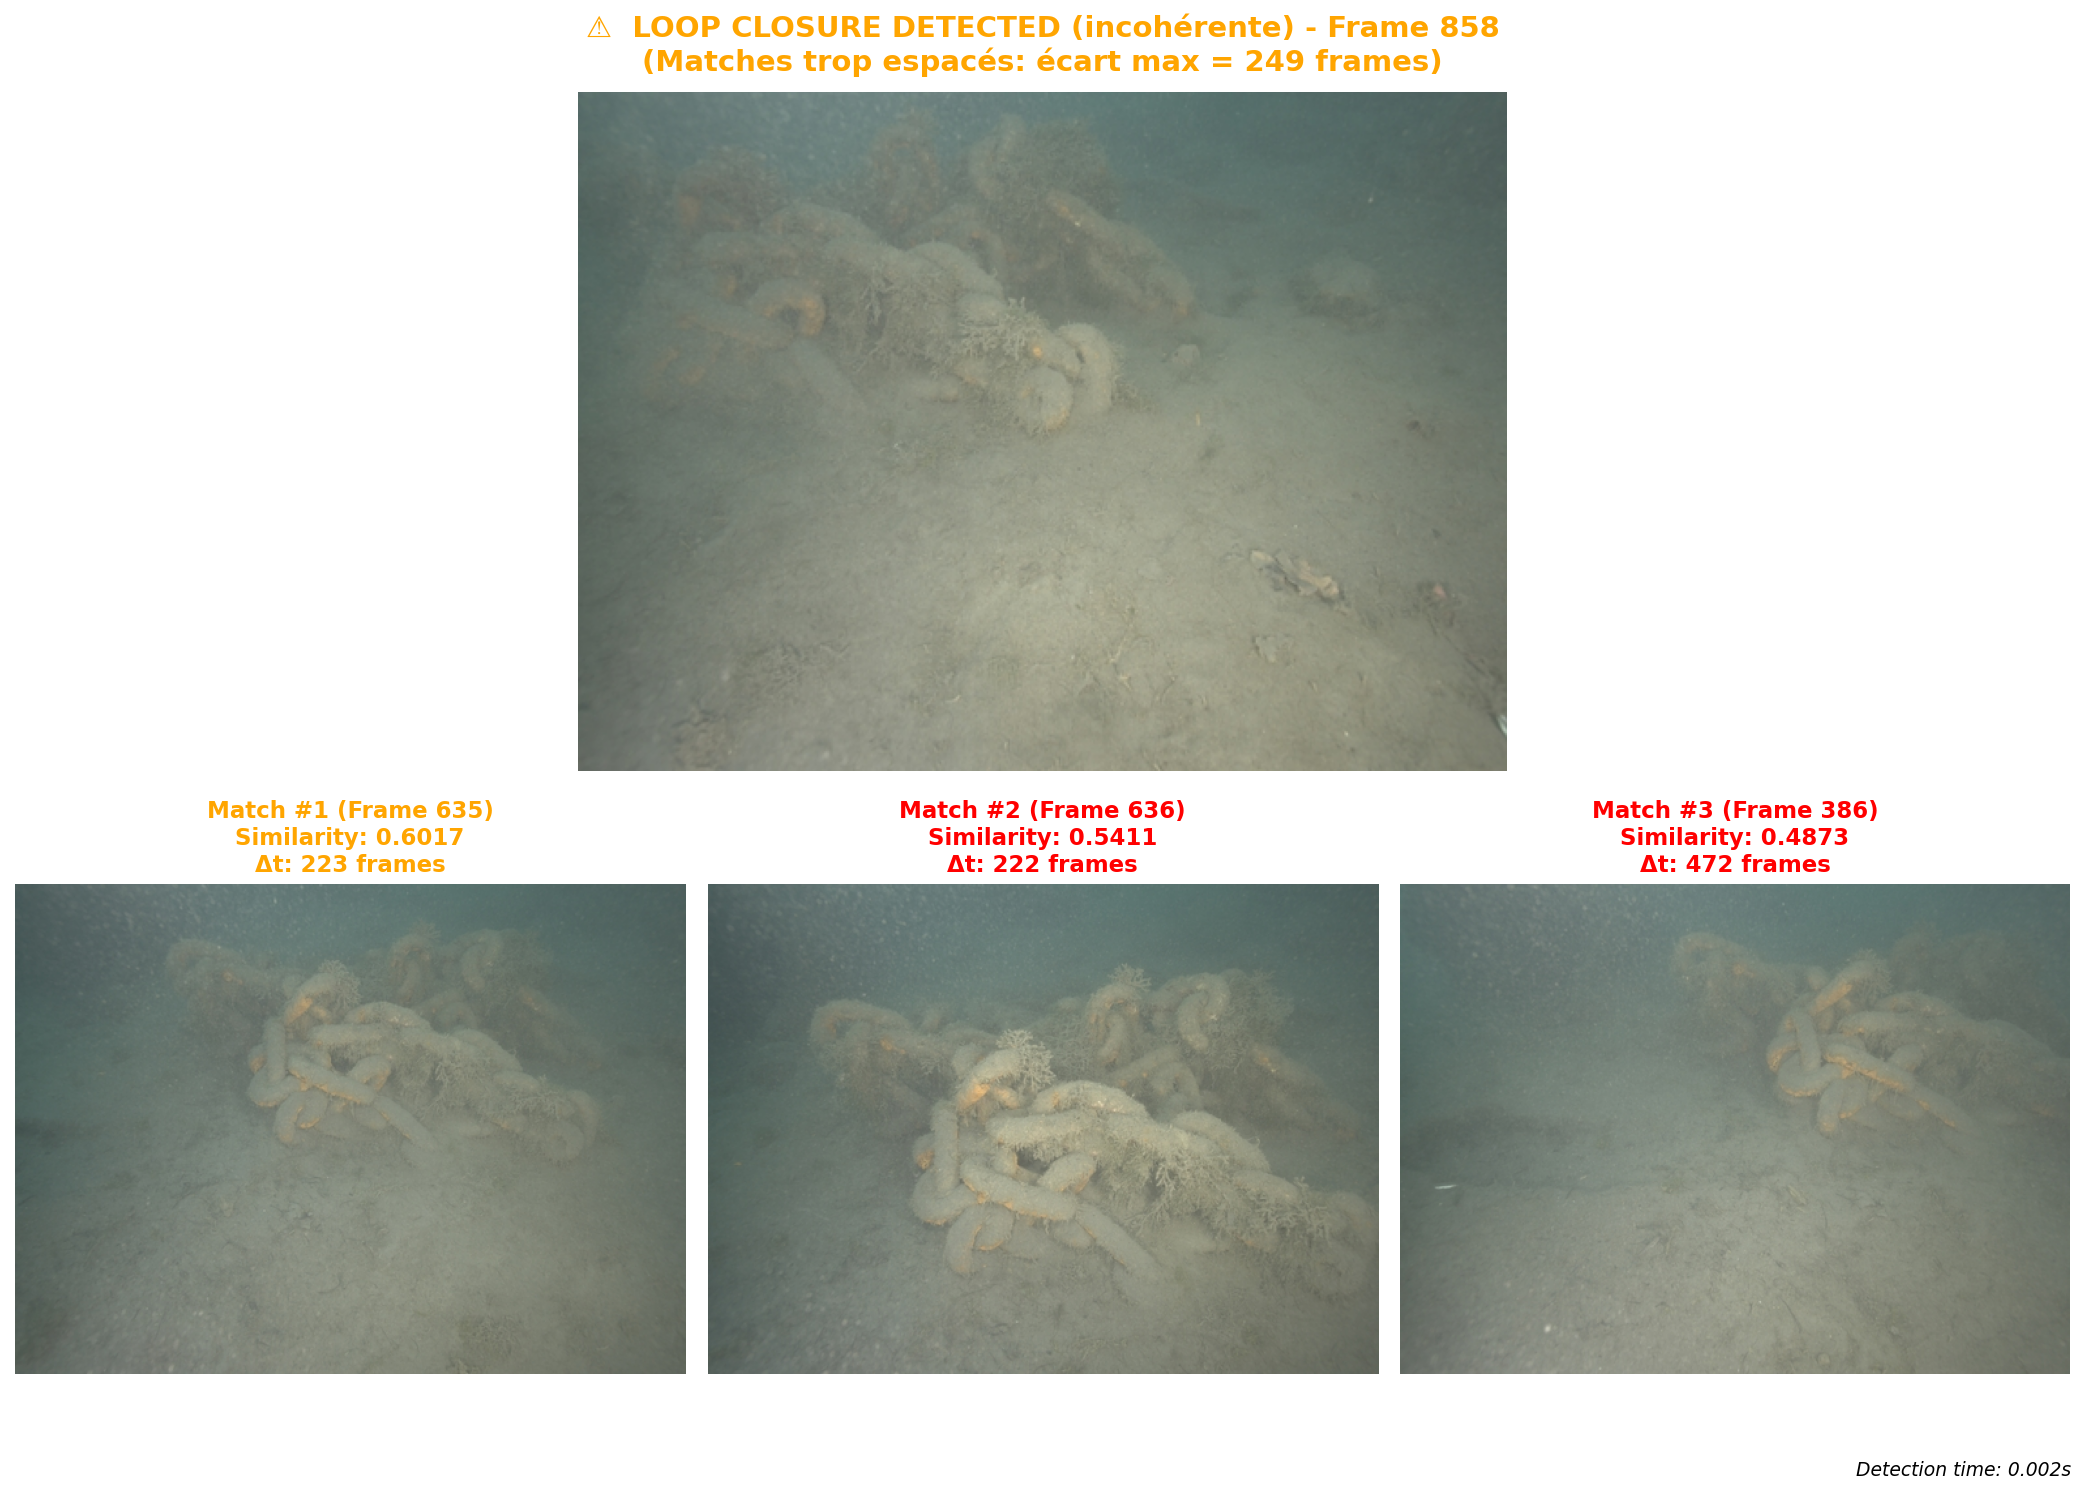 ⚠ LOOP CLOSURE DETECTED (incohérente) - Frame 858
(Matches trop espacés: écart max = 249 frames)
Match #1 (Frame 635)
Similarity: 0.6017
Δt: 223 frames
Match #2 (Frame 636)
Similarity: 0.5411
Δt: 222 frames
Match #3 (Frame 386)
Similarity: 0.4873
Δt: 472 frames
Detection time: 0.002s